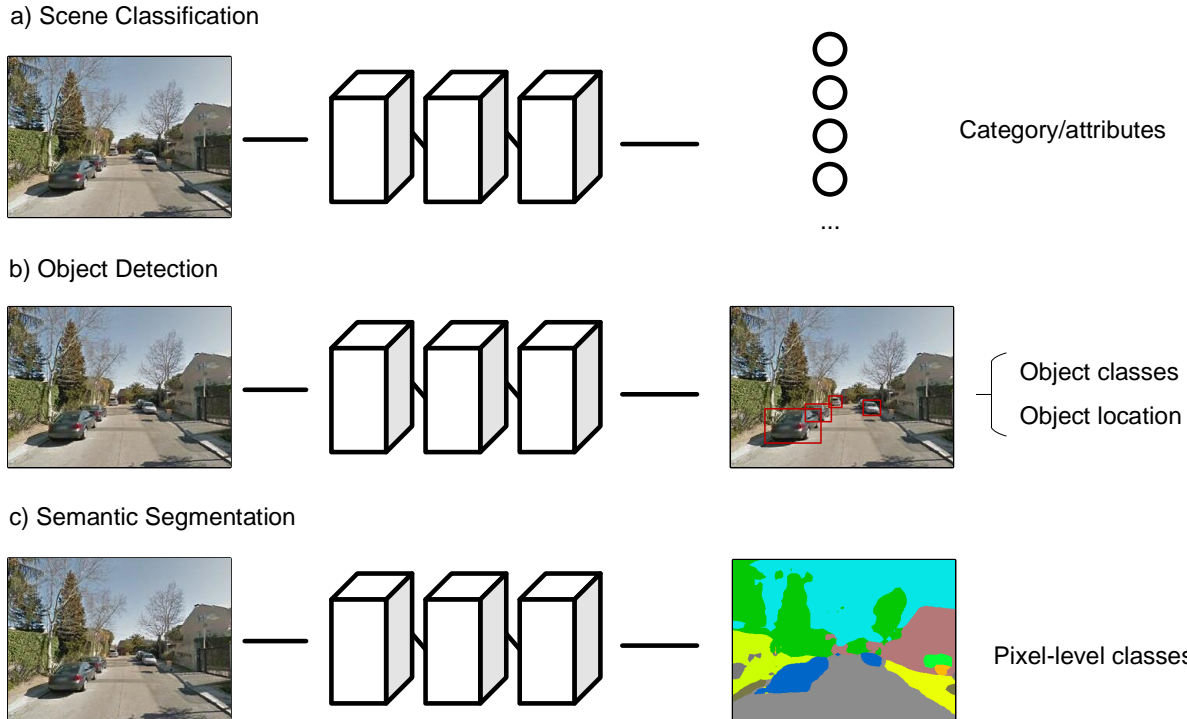 a) Scene Classification
Category/attributes
...
b) Object Detection
Object classes
Object location
c) Semantic Segmentation
Pixel-level classes